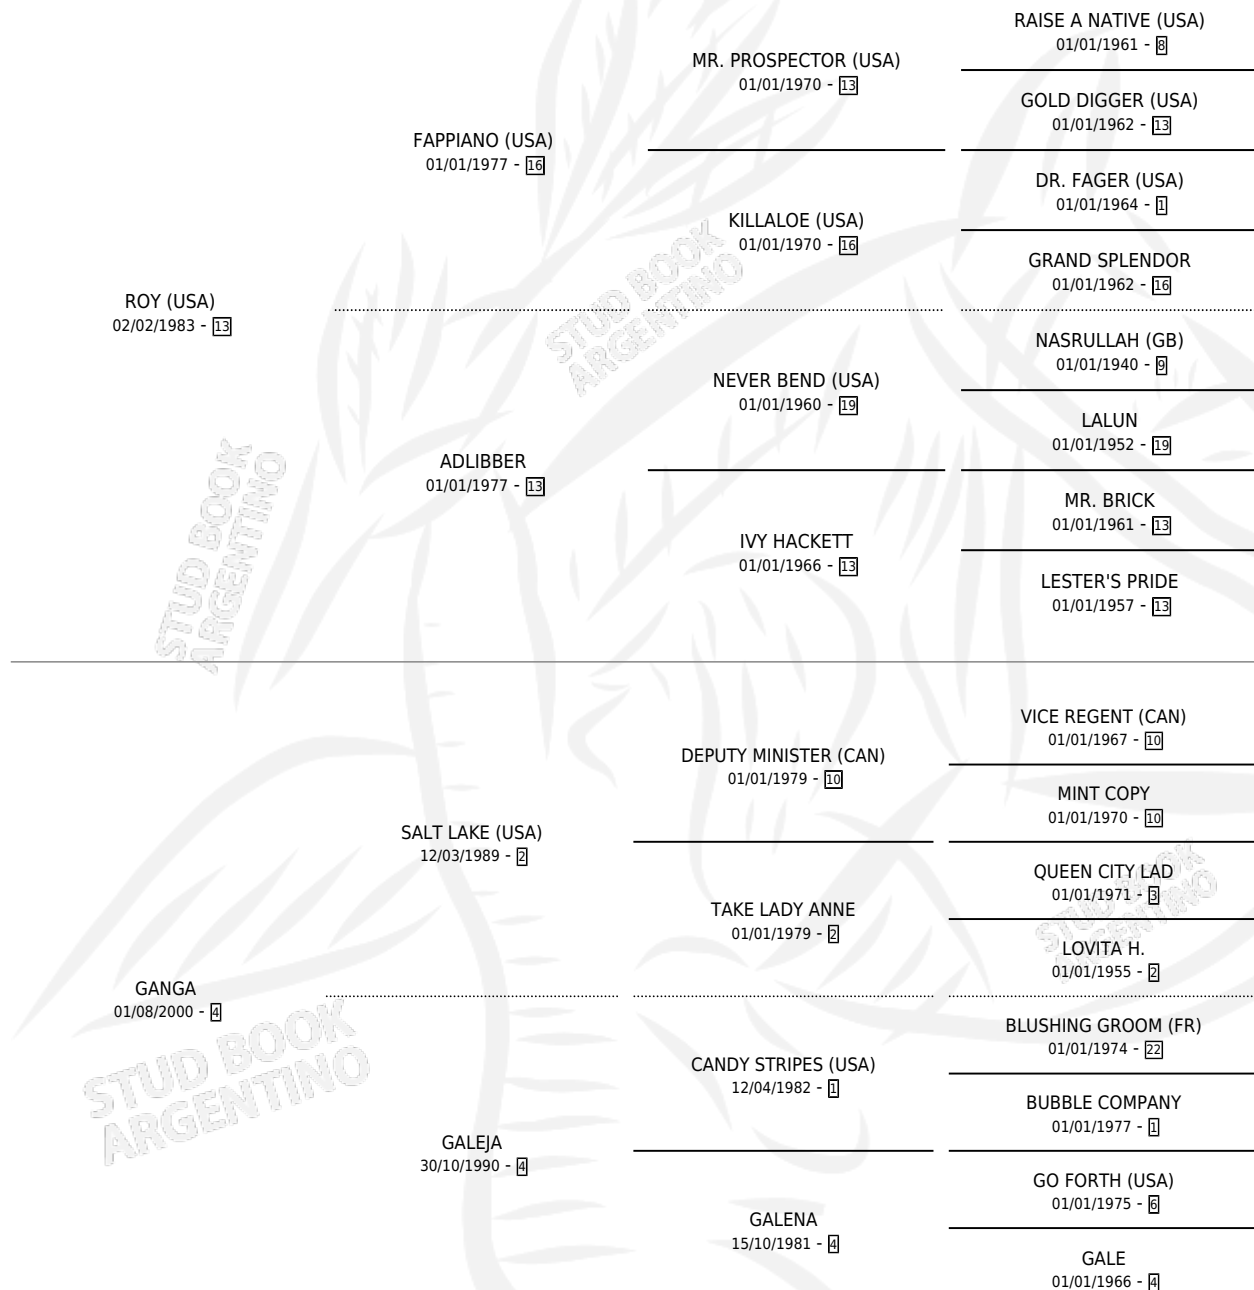 RAISE A NATIVE (USA)
01/01/1961 - 8
MR. PROSPECTOR (USA)
01/01/1970 - 13
GOLD DIGGER (USA)
01/01/1962 - 13
FAPPIANO (USA)
01/01/1977 - 16
DR. FAGER (USA)
01/01/1964 - 1
KILLALOE (USA)
01/01/1970 - 16
GRAND SPLENDOR
01/01/1962 - 16
ROY (USA)
02/02/1983 - 13
STUD BOOK
ARGENTINO
NASRULLAH (GB)
01/01/1940 - 9
NEVER BEND (USA)
01/01/1960 - 19
LALUN
01/01/1952 - 19
ADLIBBER
01/01/1977 - 13
MR. BRICK
01/01/1961 - 13
IVY HACKETT
01/01/1966 - 13
LESTER'S PRIDE
01/01/1957 - 13
STUD BOOK
ARGENTINO
VICE REGENT (CAN)
01/01/1967 - 10
DEPUTY MINISTER (CAN)
01/01/1979 - 10
MINT COPY
01/01/1970 - 10
SALT LAKE (USA)
12/03/1989 - 2
QUEEN CITY LAD
01/01/1971 - 3
TAKE LADY ANNE
01/01/1979 - 2
LOVITA H.
01/01/1955 - 2
STUD BOOK
ARGENTINO
GANGA
01/08/2000 - 4
STUD BOOK
ARGENTINO
BLUSHING GROOM (FR)
01/01/1974 - 22
CANDY STRIPES (USA)
12/04/1982 - 1
BUBBLE COMPANY
01/01/1977 - 1
GALEJA
30/10/1990 - 4
GO FORTH (USA)
01/01/1975 - 6
GALENA
15/10/1981 - 4
GALE
01/01/1966 - 4